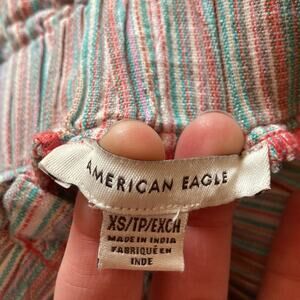 AMERICAN EAGLE
XS/TP/EXCH
MADE IN INDIA
FABRIQUÉ EN
INDE